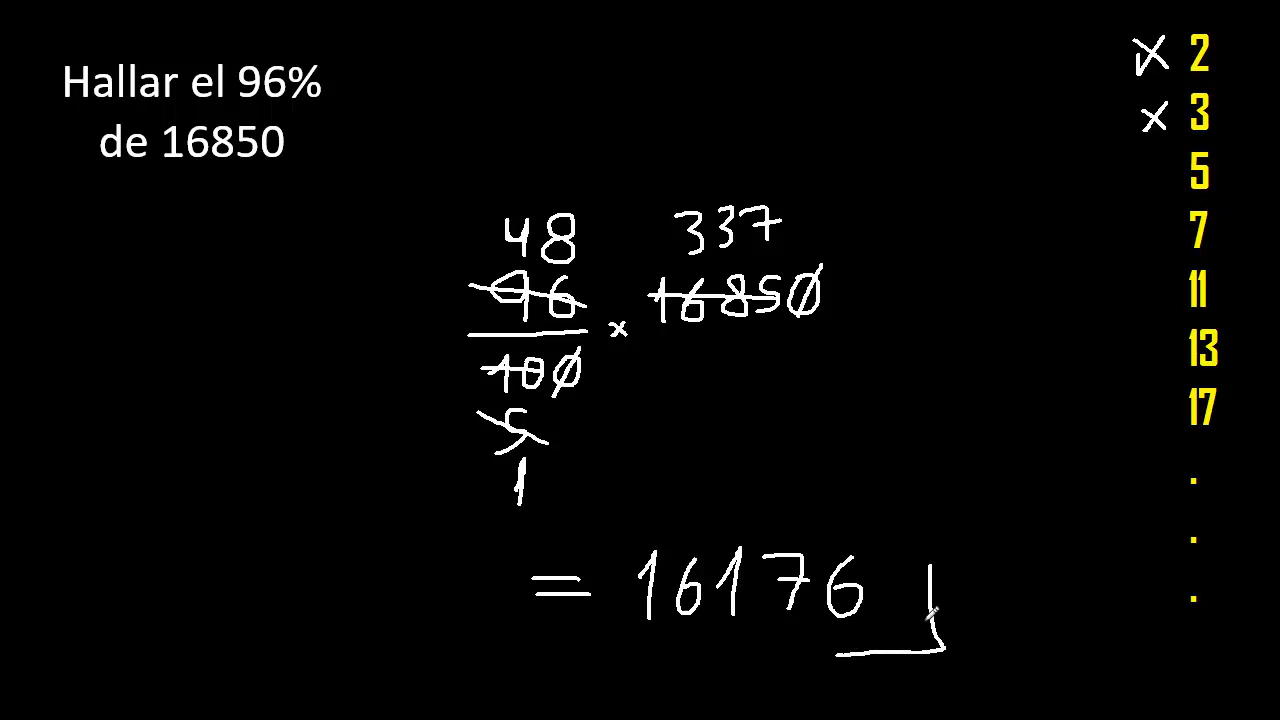 Hallar el 96%
de 16850
48 337
96 × 16850
100
5
1
= 16176
x 2
x 3
5
7
11
13
17
.
.
.